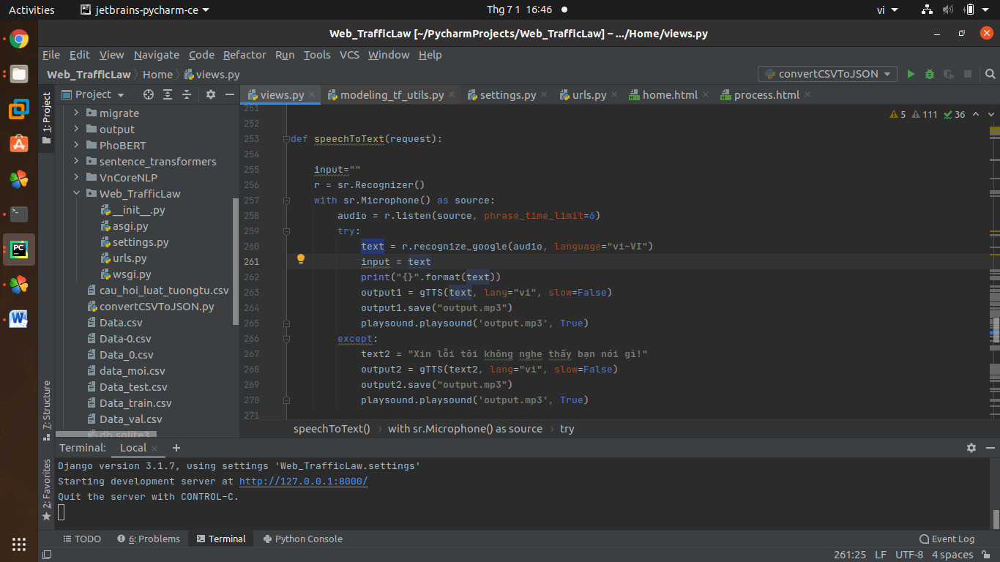 Activities jetbrains-pycharm-ce Thg 7 1 16:46 vi
Web_TrafficLaw [~/PycharmProjects/Web_TrafficLaw] – .../Home/views.py
File Edit View Navigate Code Refactor Run Tools VCS Window Help
Web_TrafficLaw Home views.py convertCSVToJSON
1: Project
Project
views.py modeling_tf_utils.py settings.py urls.py home.html process.html
migrate
output
PhoBERT
sentence_transformers
VnCoreNLP
Web_TrafficLaw
__init__.py
asgi.py
settings.py
urls.py
wsgi.py
cau_hoi_luat_tuongtu.csv
convertCSVToJSON.py
Data.csv
Data-0.csv
Data_0.csv
data_moi.csv
Data_test.csv
Data_train.csv
Data_val.csv
db.sqlite3
5 111 36
251
252
253 def speechToText(request):
254
255 input=""
256 r = sr.Recognizer()
257 with sr.Microphone() as source:
258 audio = r.listen(source, phrase_time_limit=6)
259 try:
260 text = r.recognize_google(audio, language="vi-VI")
261 input = text
262 print("{}".format(text))
263 output1 = gTTS(text, lang="vi", slow=False)
264 output1.save("output.mp3")
265 playsound.playsound('output.mp3', True)
266 except:
267 text2 = "Xin lỗi tôi không nghe thấy bạn nói gì!"
268 output2 = gTTS(text2, lang="vi", slow=False)
269 output2.save("output.mp3")
270 playsound.playsound('output.mp3', True)
271
speechToText() with sr.Microphone() as source try
7: Structure
2: Favorites
Terminal: Local
Django version 3.1.7, using settings 'Web_TrafficLaw.settings'
Starting development server at http://127.0.0.1:8000/
Quit the server with CONTROL-C.
TODO 6: Problems Terminal Python Console Event Log
261:25 LF UTF-8 4 spaces